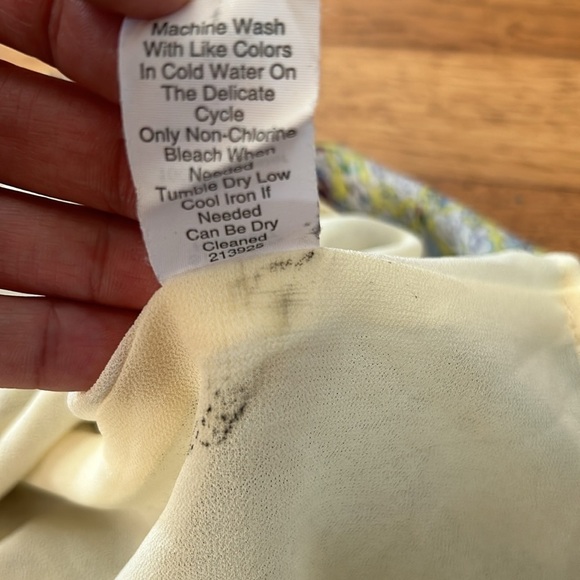 Machine Wash
With Like Colors
In Cold Water On
The Delicate
Cycle
Only Non-Chlorine
Bleach When
Needed
Tumble Dry Low
Cool Iron If
Needed
Can Be Dry
Cleaned
213928